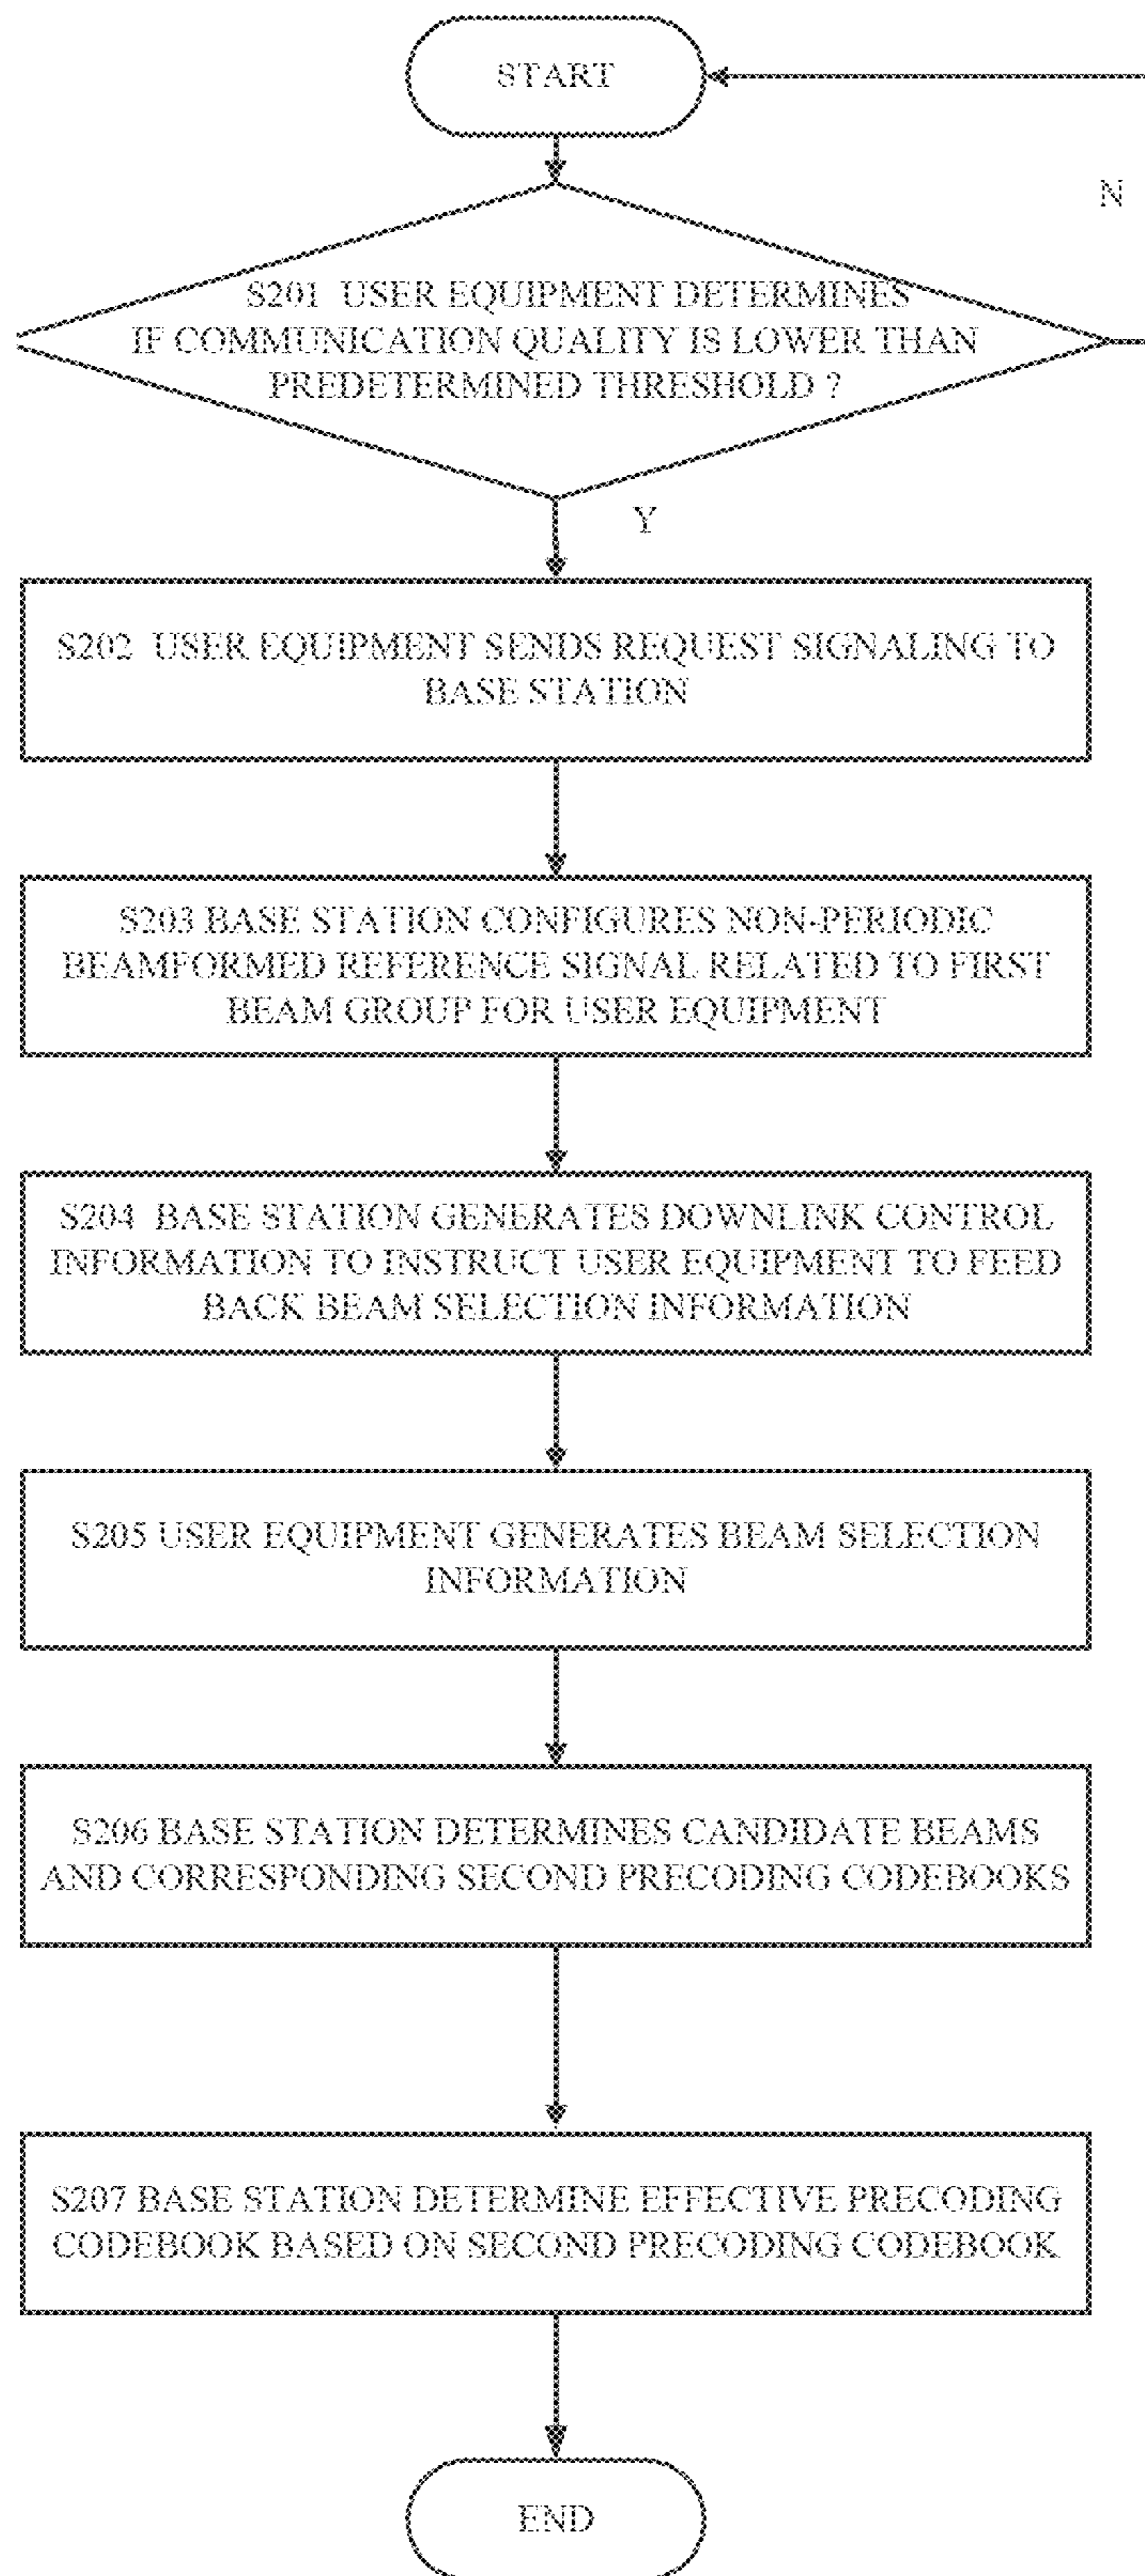 START
N
S201 USER EQUIPMENT DETERMINES
IF COMMUNICATION QUALITY IS LOWER THAN
PREDETERMINED THRESHOLD ?
Y
S202 USER EQUIPMENT SENDS REQUEST SIGNALING TO
BASE STATION
S203 BASE STATION CONFIGURES NON-PERIODIC
BEAMFORMED REFERENCE SIGNAL RELATED TO FIRST
BEAM GROUP FOR USER EQUIPMENT
S204 BASE STATION GENERATES DOWNLINK CONTROL
INFORMATION TO INSTRUCT USER EQUIPMENT TO FEED
BACK BEAM SELECTION INFORMATION
S205 USER EQUIPMENT GENERATES BEAM SELECTION
INFORMATION
S206 BASE STATION DETERMINES CANDIDATE BEAMS
AND CORRESPONDING SECOND PRECODING CODEBOOKS
S207 BASE STATION DETERMINE EFFECTIVE PRECODING
CODEBOOK BASED ON SECOND PRECODING CODEBOOK
END